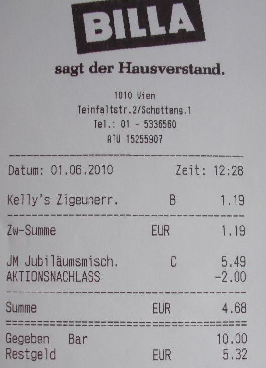 BILLA
sagt der Hausverstand.
1010 Wien
Teinfaltstr.2/Schotteng.1
Tel.: 01 - 5336560
ATU 15255907
Datum: 01.06.2010 Zeit: 12:28
Kelly's Zigeunerr. B 1.19
Zw-Summe EUR 1.19
JM Jubiläumsmisch. C 5.49
AKTIONSNACHLASS -2.00
Summe EUR 4.68
Gegeben Bar 10.00
Restgeld EUR 5.32